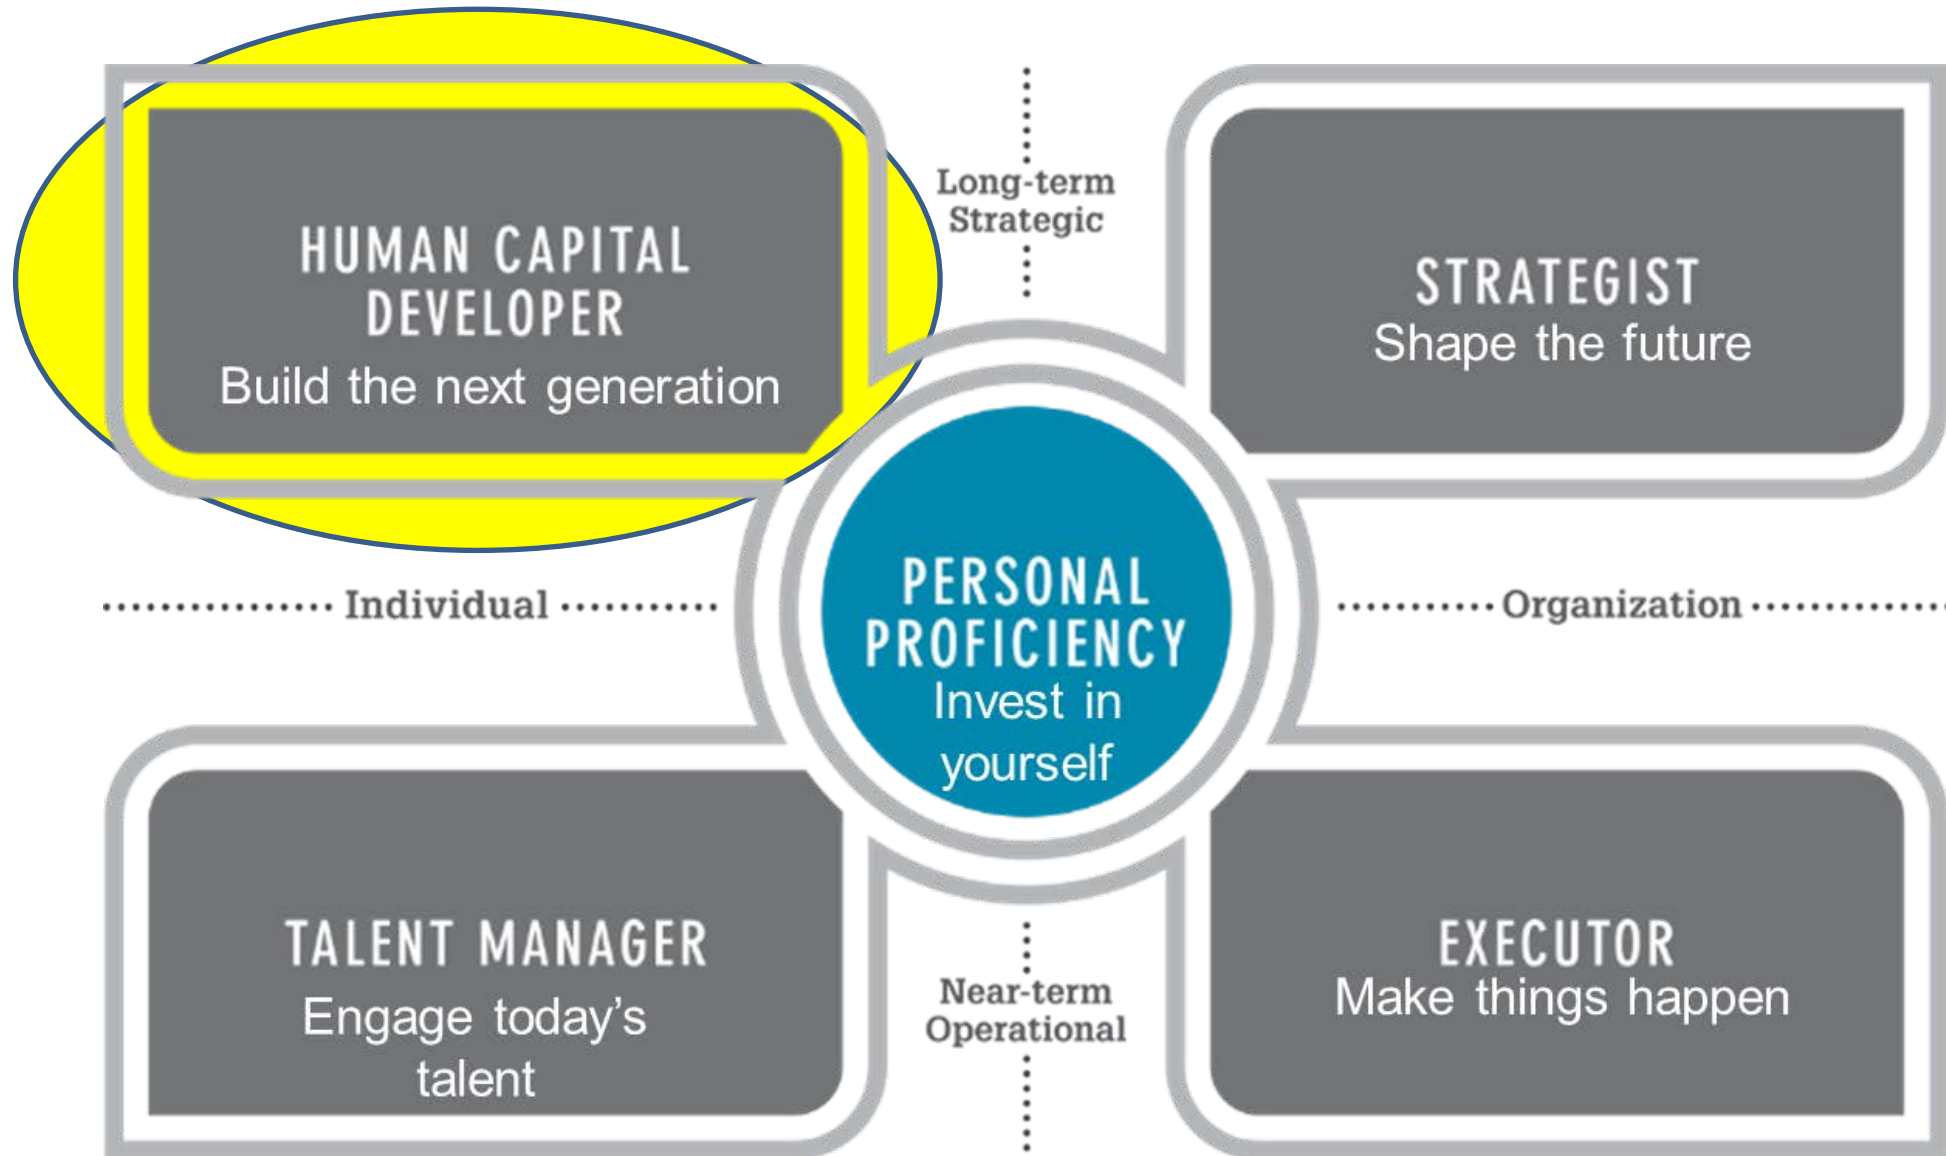 HUMAN CAPITAL
DEVELOPER
Build the next generation
Long-term
Strategic
STRATEGIST
Shape the future
Individual
PERSONAL
PROFICIENCY
Invest in
yourself
Organization
TALENT MANAGER
Engage today’s
talent
Near-term
Operational
EXECUTOR
Make things happen